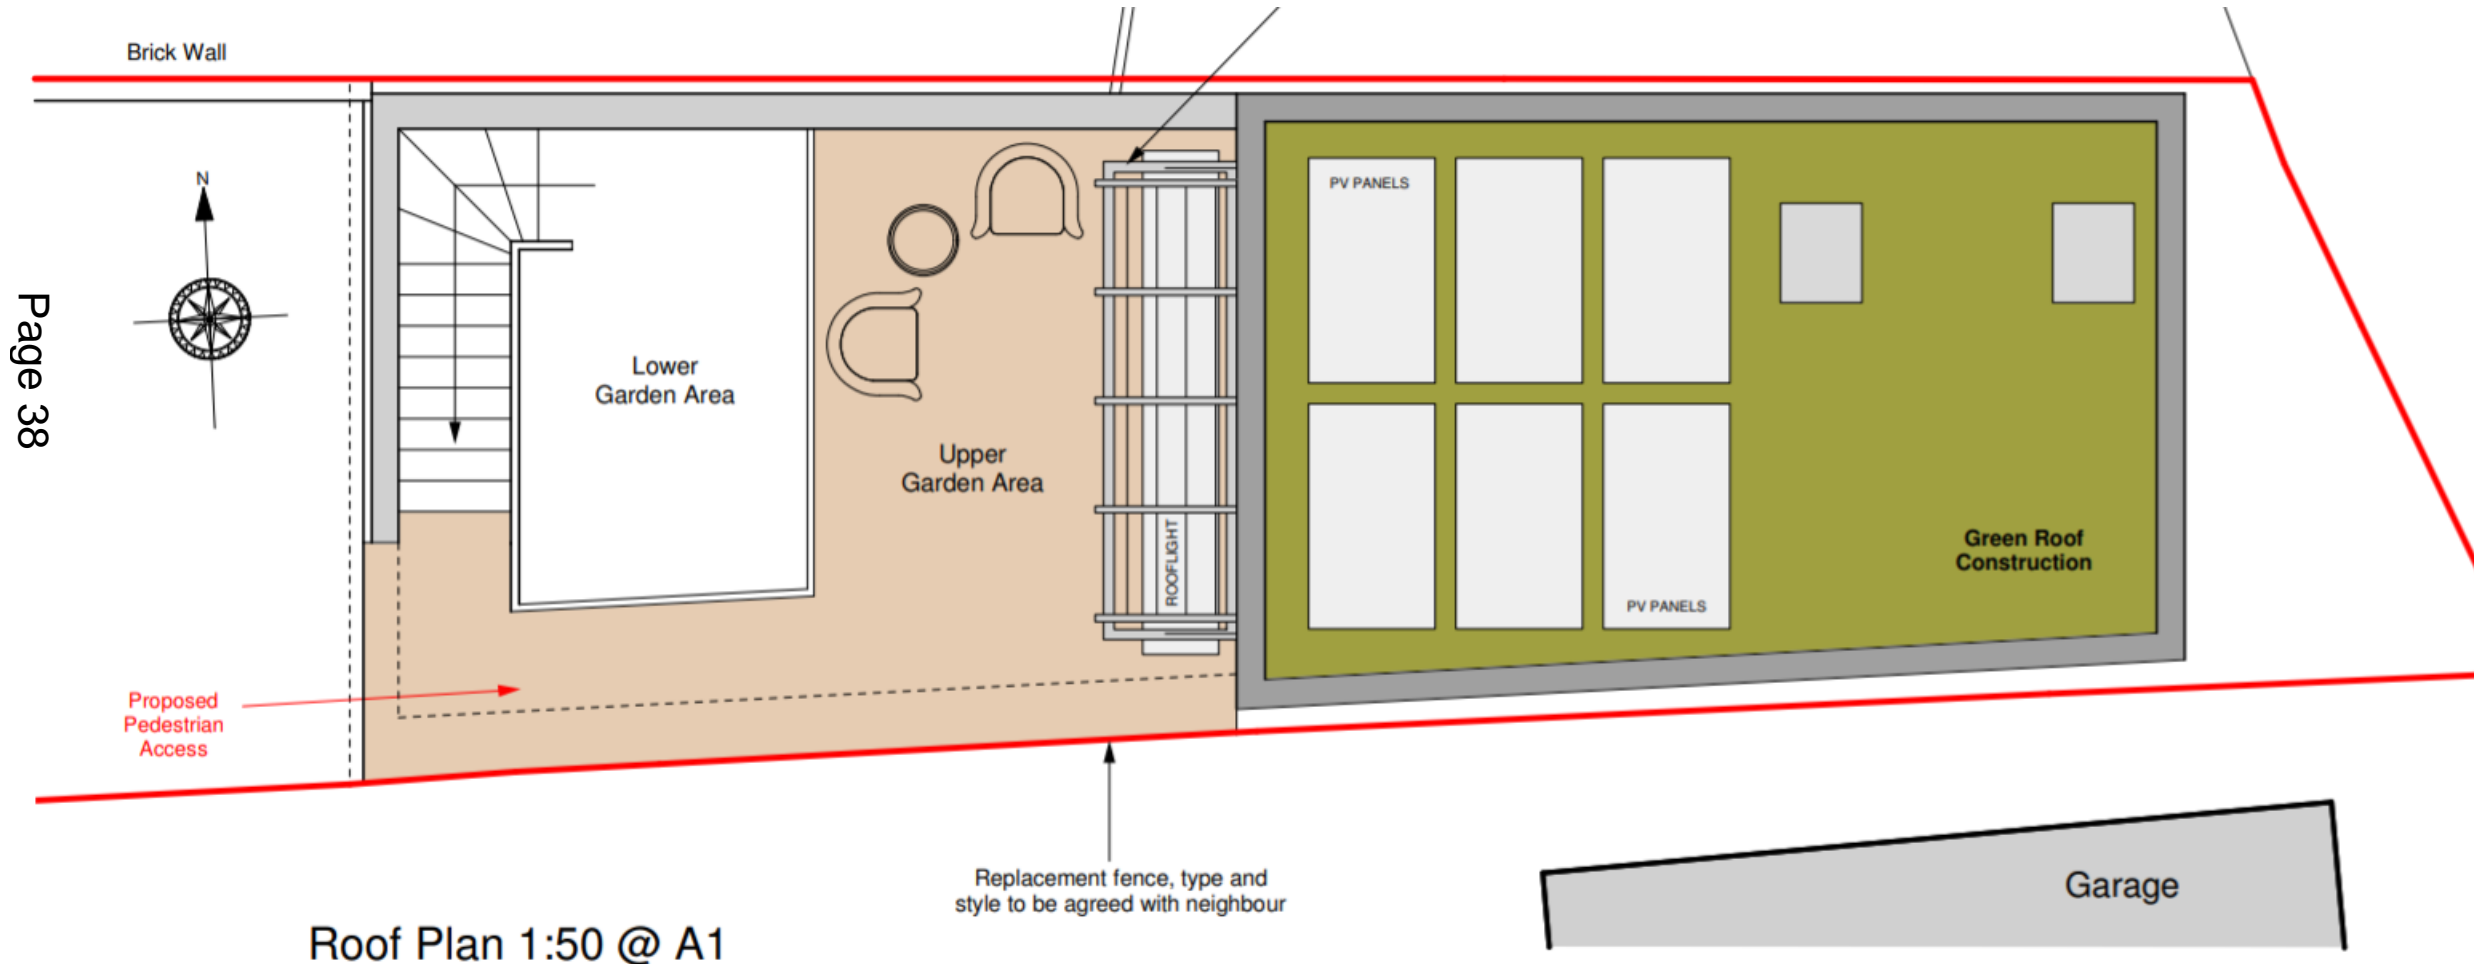 Brick Wall
N
Page 38
PV PANELS
Lower
Garden Area
Upper
Garden Area
ROOFLIGHT
Green Roof
Construction
PV PANELS
Proposed
Pedestrian
Access
Replacement fence, type and
style to be agreed with neighbour
Garage
Roof Plan 1:50 @ A1